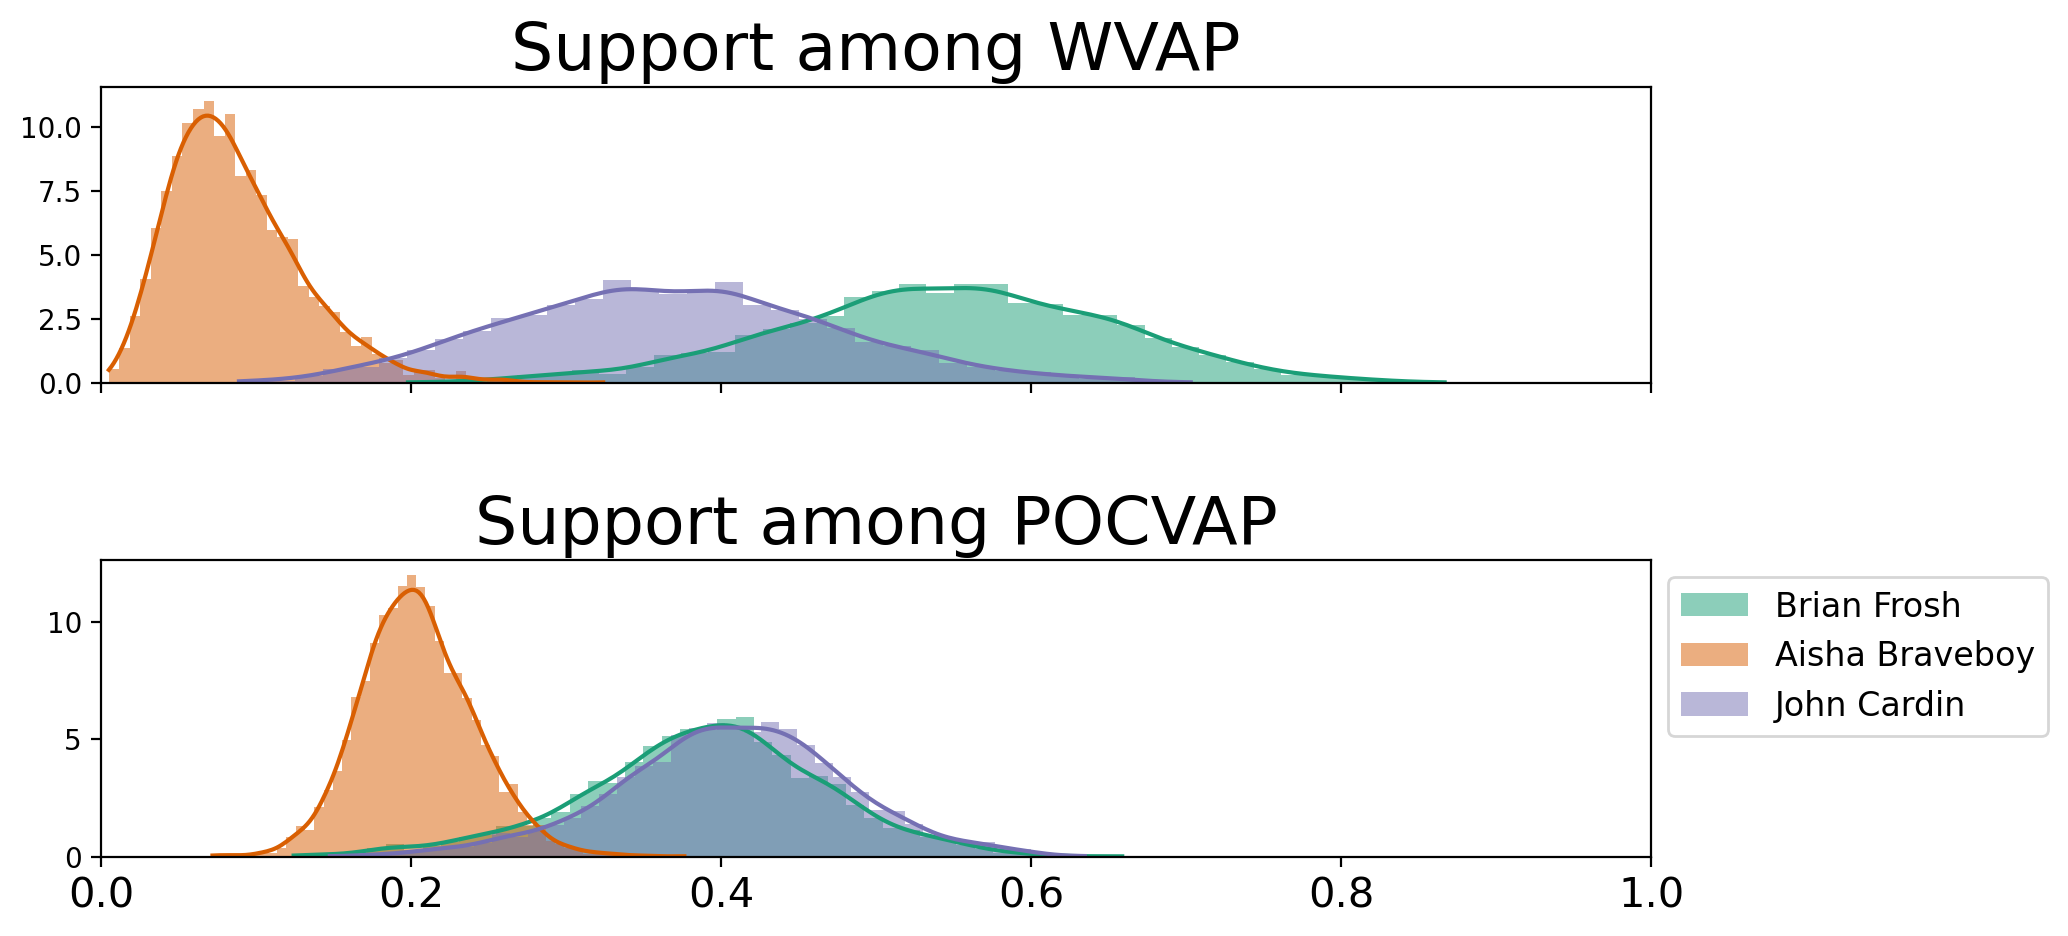 Support among WVAP
10.0
7.5
5.0
2.5
0.0
Support among POCVAP
10
5
0
0.0 0.2 0.4 0.6 0.8 1.0
Brian Frosh
Aisha Braveboy
John Cardin